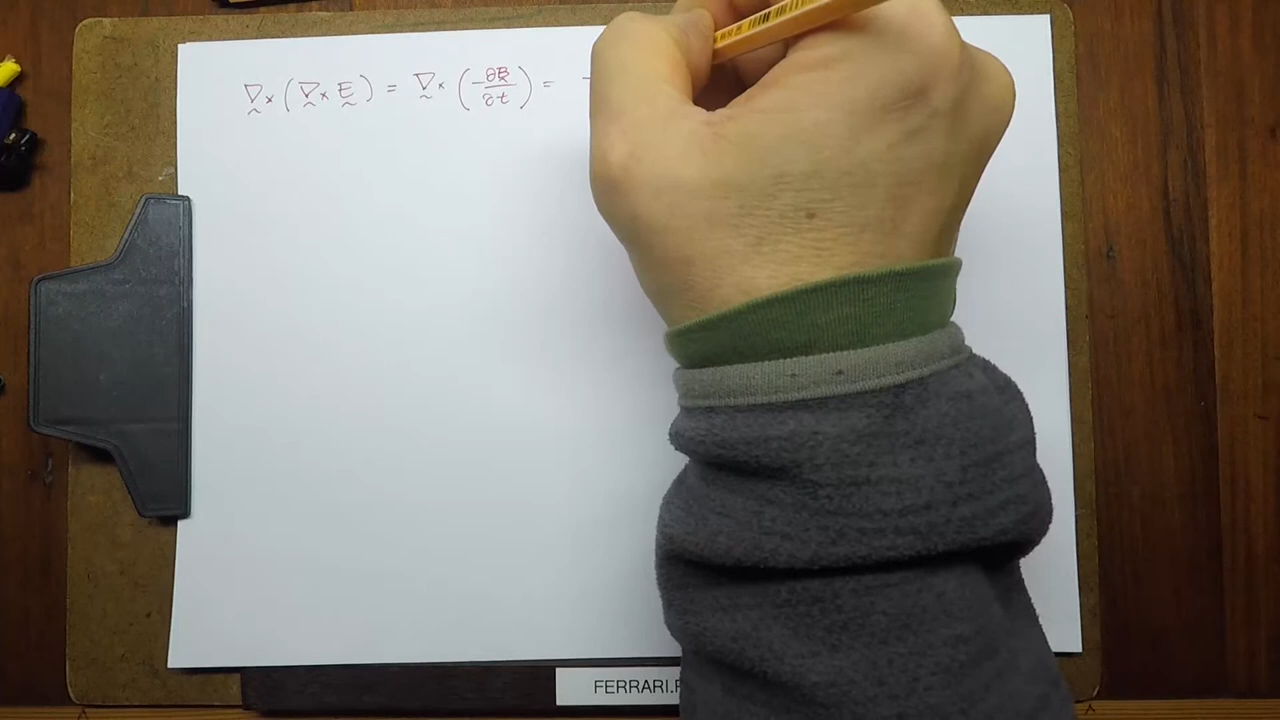 ∇ × (∇ × E) = ∇ × (-∂B/∂t) = -
FERRARI.F